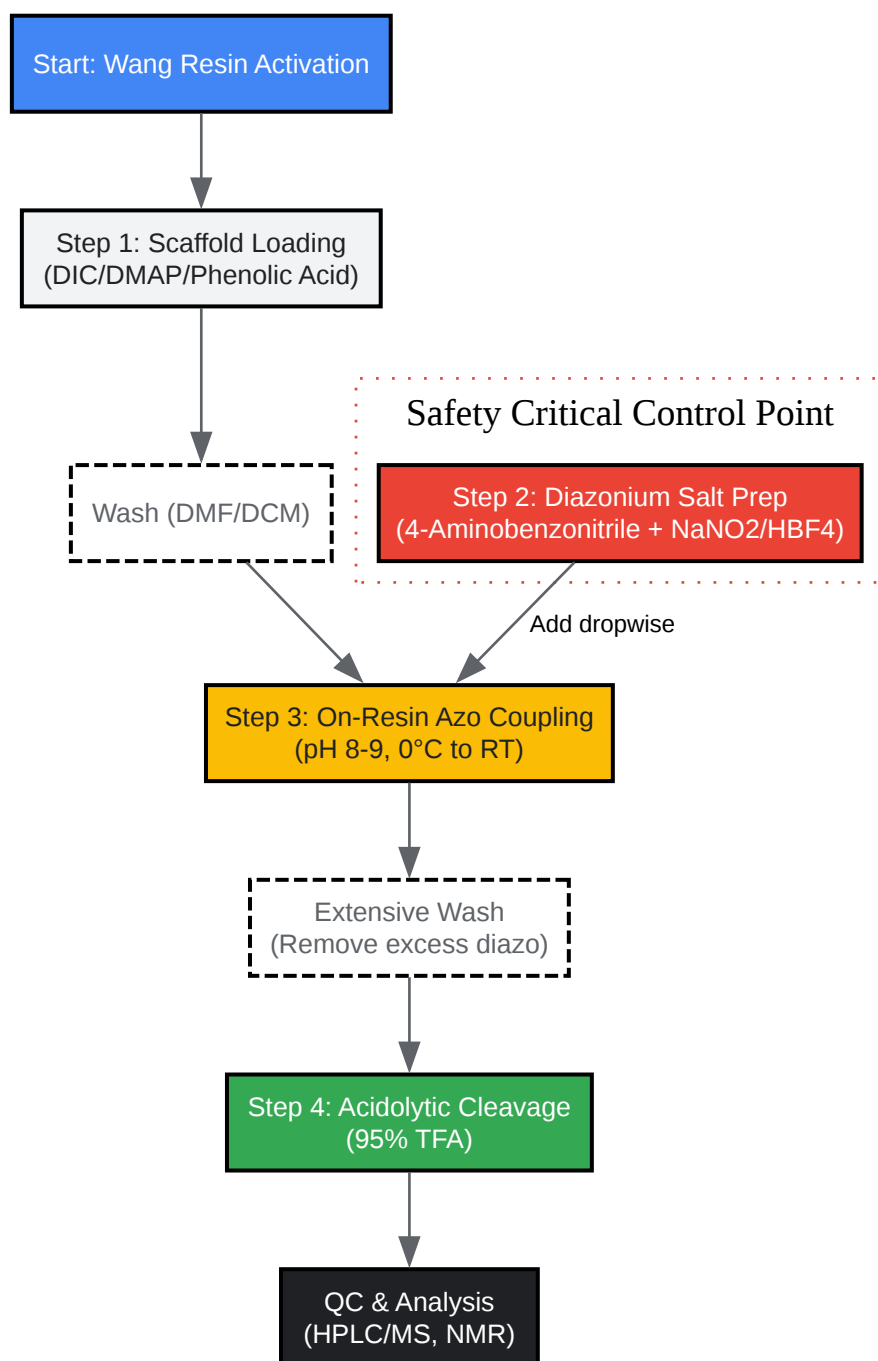 Start: Wang Resin Activation
Step 1: Scaffold Loading
(DIC/DMAP/Phenolic Acid)
Safety Critical Control Point
Wash (DMF/DCM)
Step 2: Diazonium Salt Prep
(4-Aminobenzonitrile + NaNO2/HBF4)
Add dropwise
Step 3: On-Resin Azo Coupling
(pH 8-9, 0°C to RT)
Extensive Wash
(Remove excess diazo)
Step 4: Acidolytic Cleavage
(95% TFA)
QC & Analysis
(HPLC/MS, NMR)